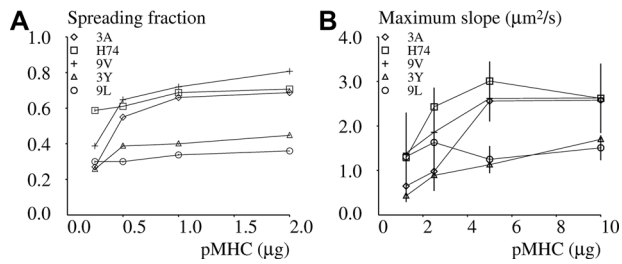 A Spreading fraction
1.0
0.8
0.6
0.4
0.2
0.0
3A
H74
9V
3Y
9L
0.0 0.5 1.0 2.0
pMHC (μg)
B Maximum slope (μm²/s)
4.0
3.0
2.0
1.0
0.0
3A
H74
9V
3Y
9L
0 2 4 6 8 10
pMHC (μg)